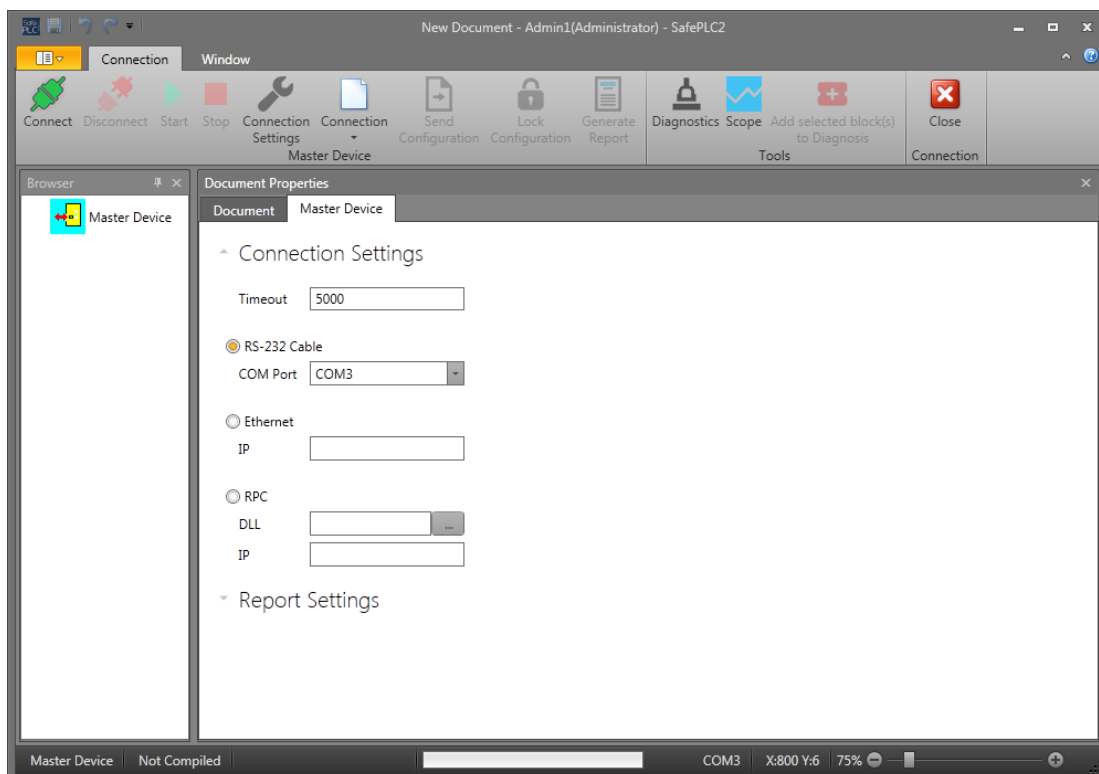 Safe PLC
New Document - Admin1(Administrator) - SafePLC2
Connection Window
Connect Disconnect Start Stop Connection Settings Connection Send Configuration Lock Configuration Generate Report Diagnostics Scope Add selected block(s) to Diagnosis Close
Master Device Tools Connection
Browser
Master Device
Document Properties
Document Master Device
Connection Settings
Timeout 5000
RS-232 Cable
COM Port COM3
Ethernet
IP
RPC
DLL ...
IP
Report Settings
Master Device Not Compiled COM3 X:800 Y:6 75%